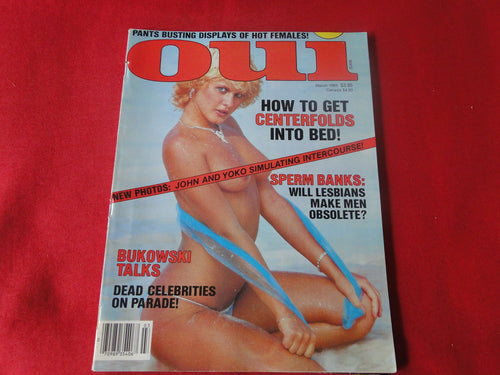 PANTS BUSTING DISPLAYS OF HOT FEMALES!
oui
HOW TO GET
CENTERFOLDS
INTO BED!
NEW PHOTOS: JOHN AND YOKO SIMULATING INTERCOURSE!
SPERM BANKS:
WILL LESBIANS
MAKE MEN
OBSOLETE?
BUKOWSKI
TALKS
DEAD CELEBRITIES
ON PARADE!